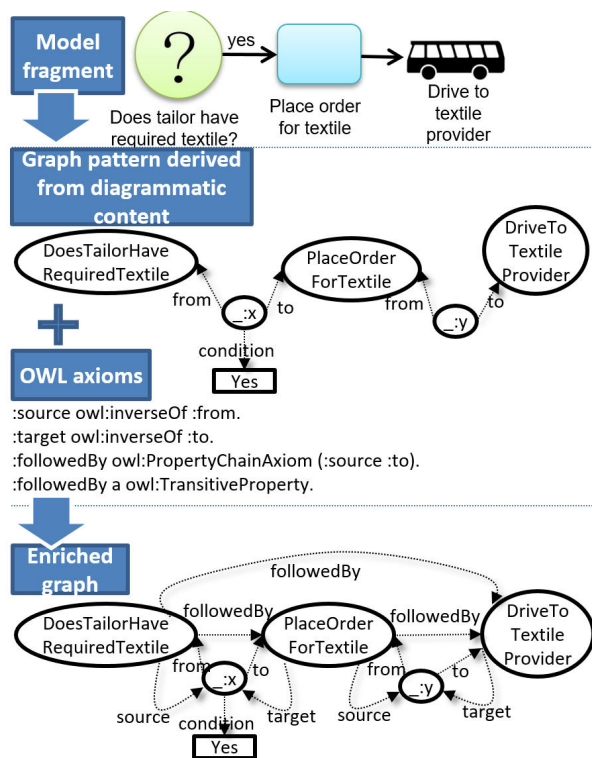 Model
fragment
?
yes
Does tailor have
required textile?
Place order
for textile
Drive to
textile
provider
Graph pattern derived
from diagrammatic
content
DoesTailorHave
RequiredTextile
PlaceOrder
ForTextile
DriveTo
Textile
Provider
from
_:x
to
from
_:y
to
condition
Yes
OWL axioms
:source owl:inverseOf :from.
:target owl:inverseOf :to.
:followedBy owl:PropertyChainAxiom (:source :to).
:followedBy a owl:TransitiveProperty.
Enriched
graph
followedBy
DoesTailorHave
RequiredTextile
followedBy
PlaceOrder
ForTextile
followedBy
DriveTo
Textile
Provider
from
_:x
to
from
_:y
to
source
condition
target
source
target
Yes